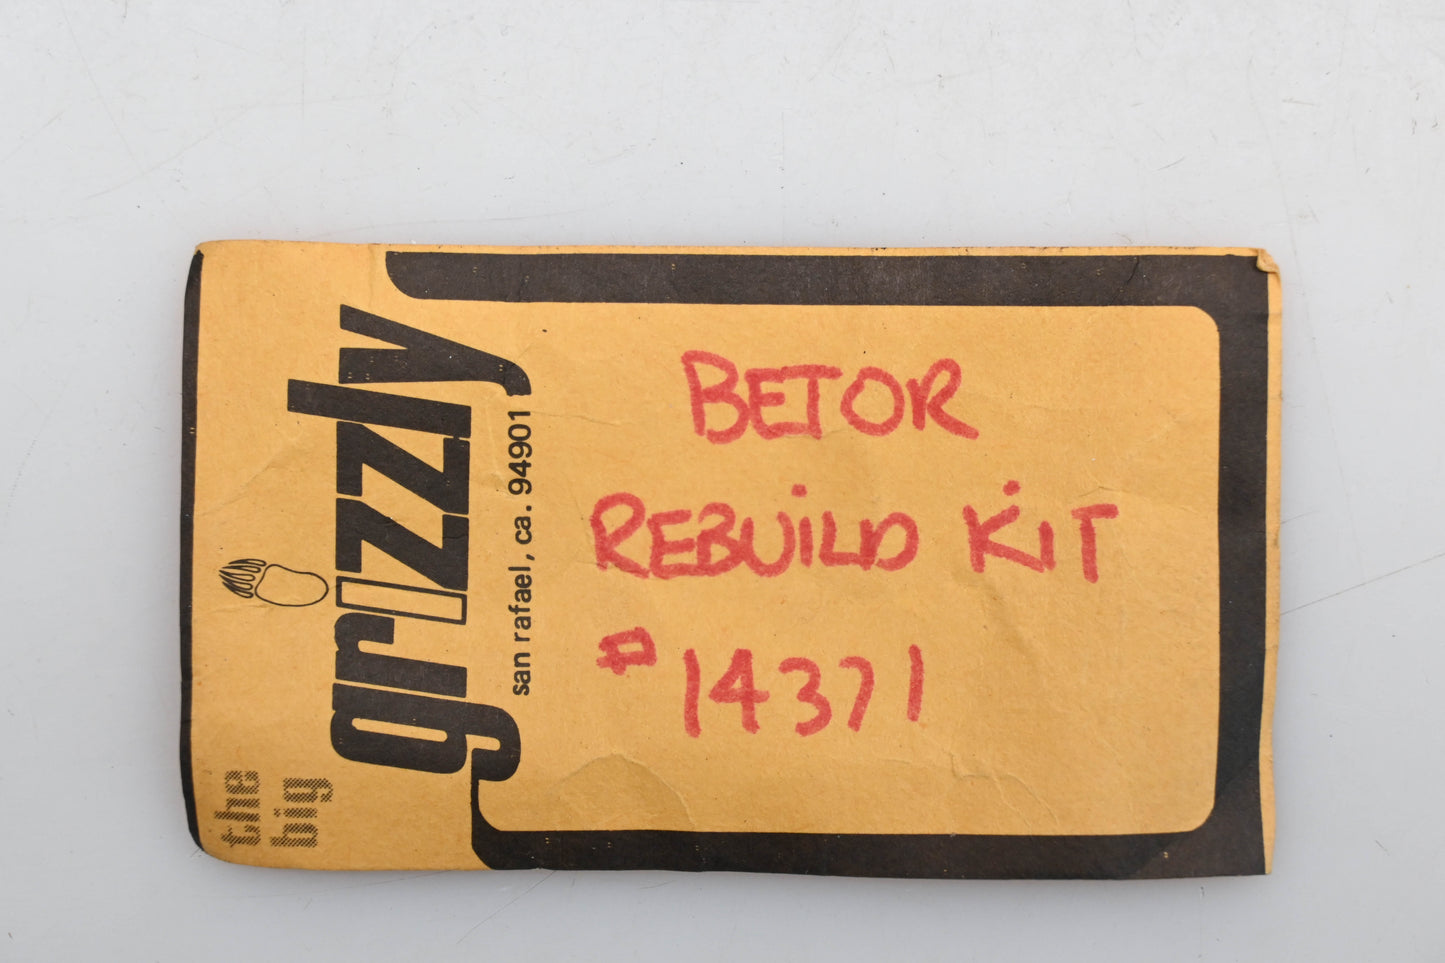 the
big
grizzly
san rafael, ca. 94901
BETOR
REBUiLD KiT
#14371